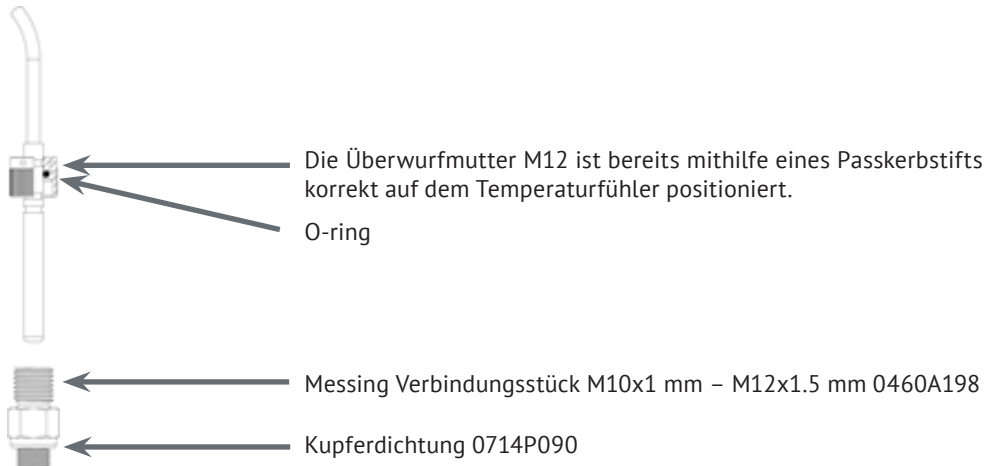 Die Überwurfmutter M12 ist bereits mithilfe eines Passkerbstifts
korrekt auf dem Temperaturfühler positioniert.
O-ring
Messing Verbindungsstück M10x1 mm – M12x1.5 mm 0460A198
Kupferdichtung 0714P090